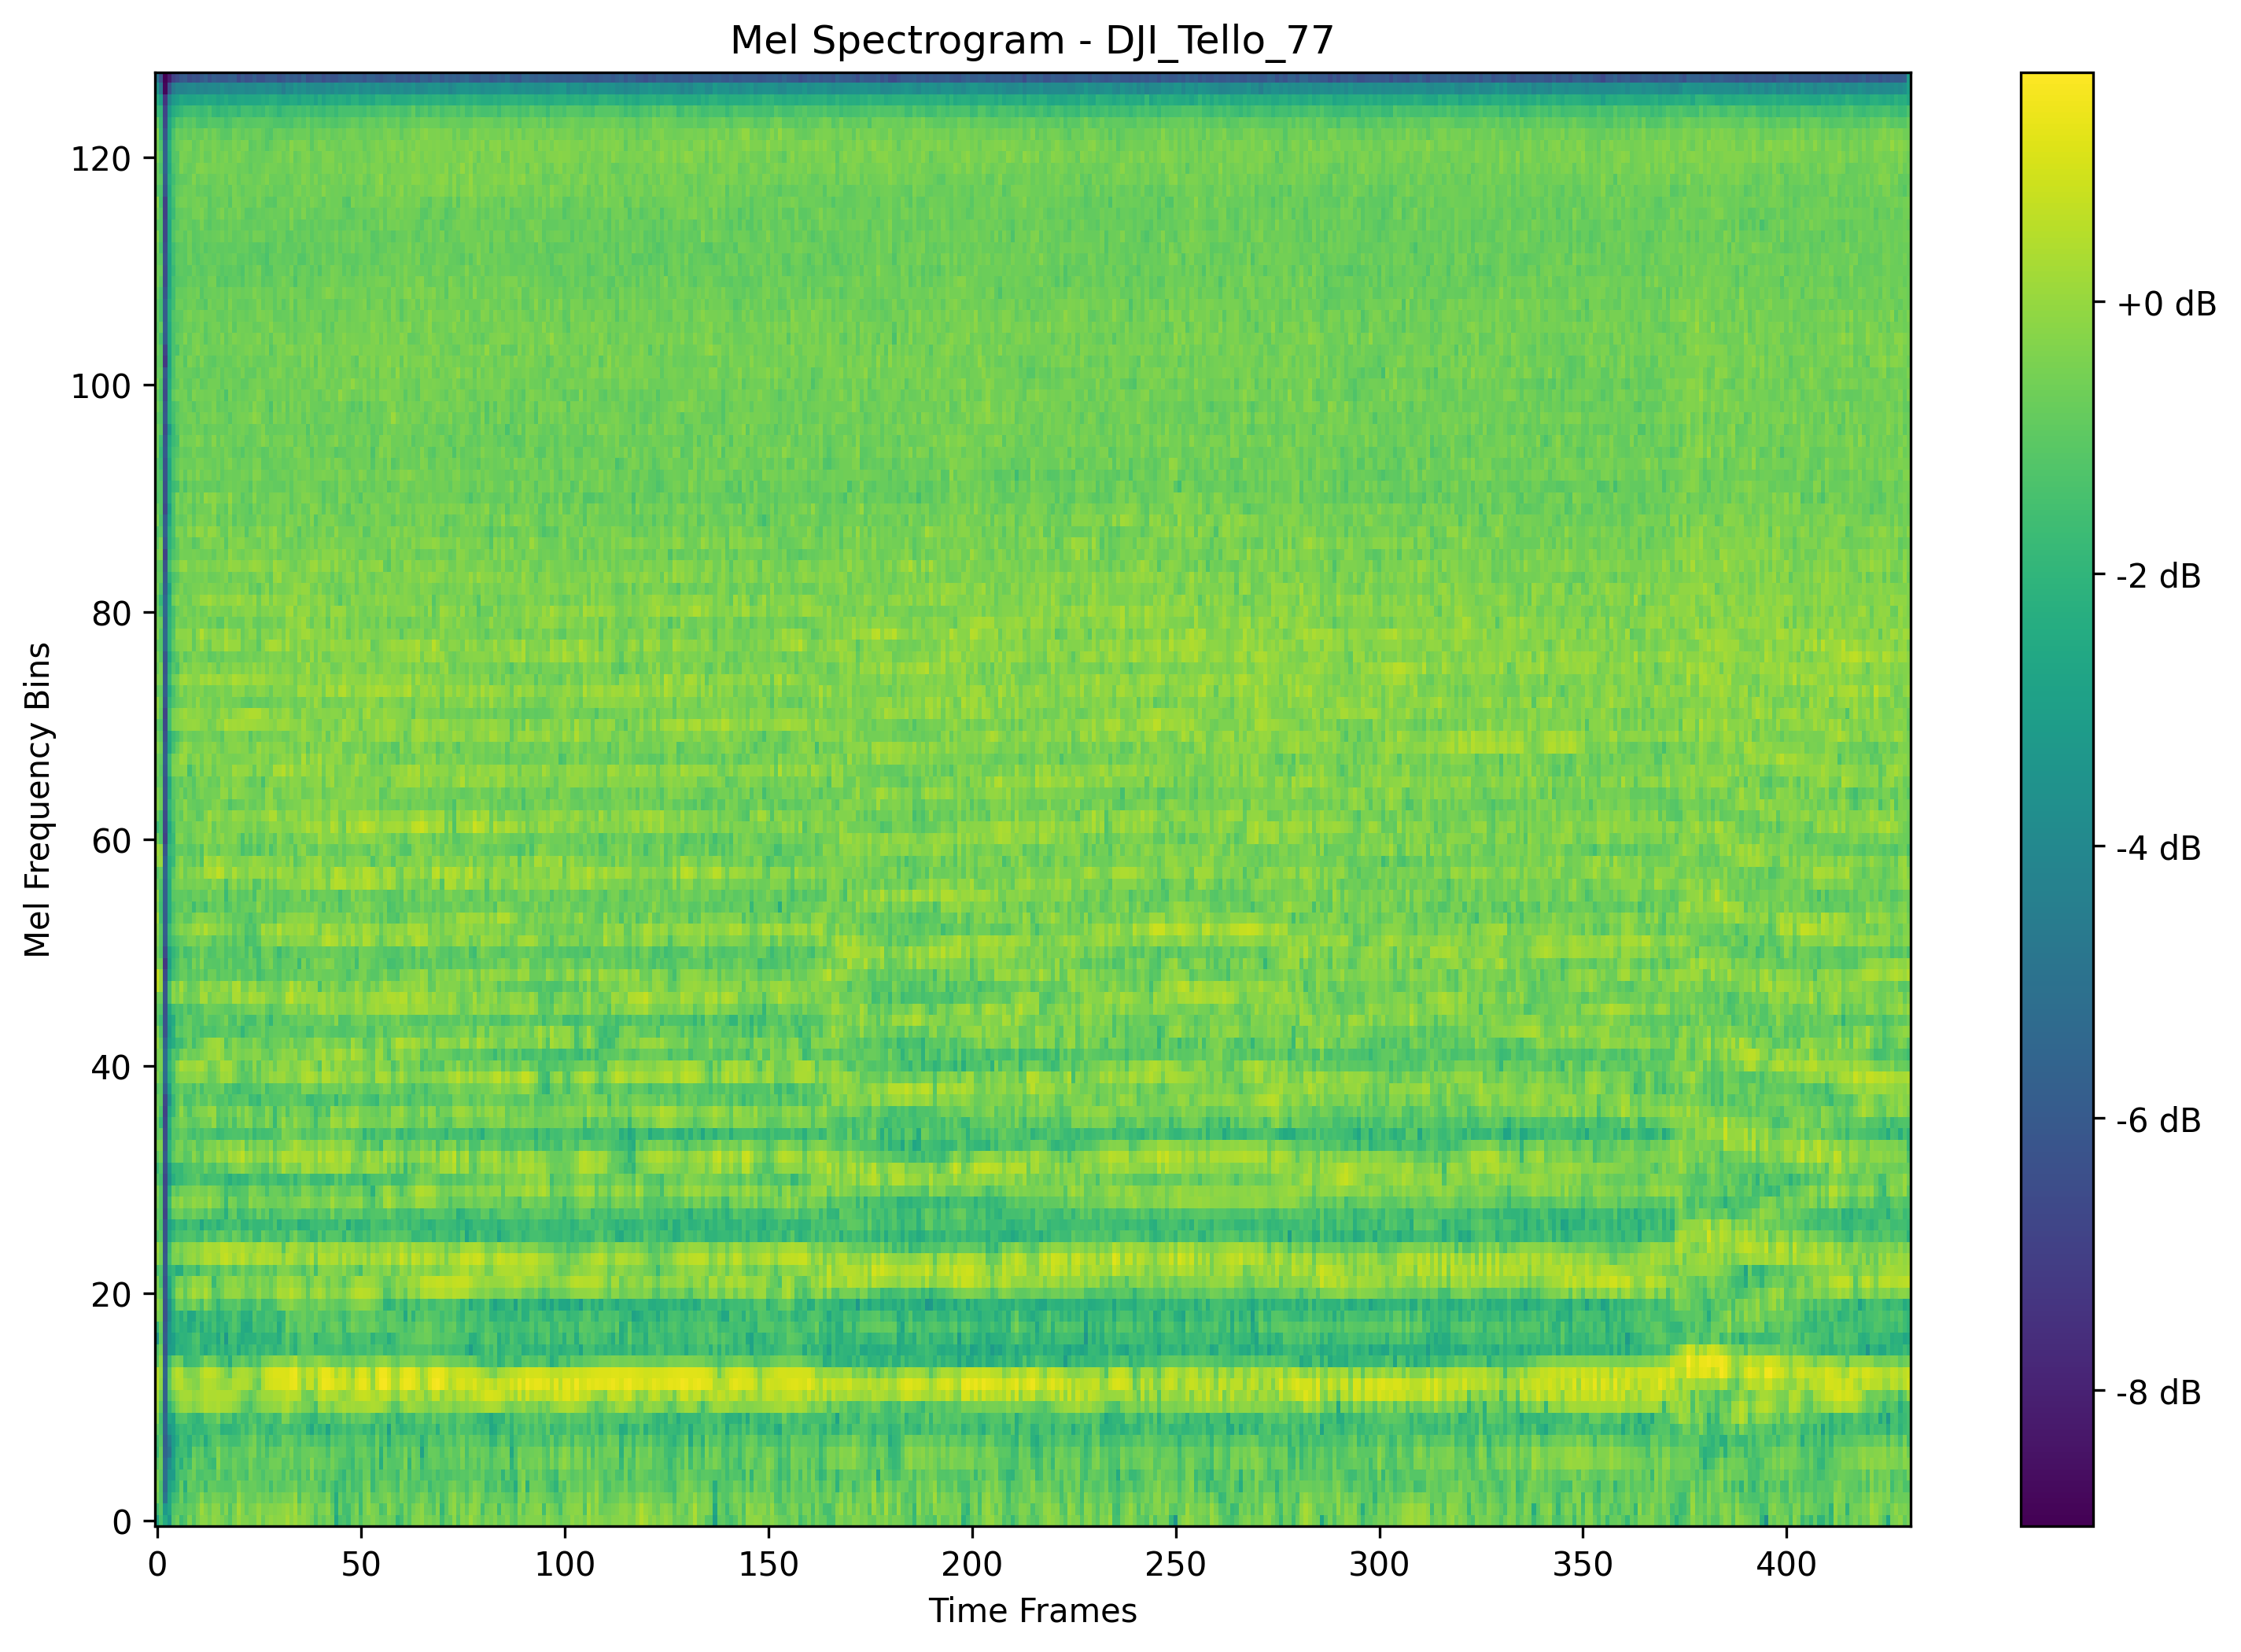 Mel Spectrogram - DJI_Tello_77
Mel Frequency Bins
120
100
80
60
40
20
0
0 50 100 150 200 250 300 350 400
Time Frames
+0 dB
-2 dB
-4 dB
-6 dB
-8 dB